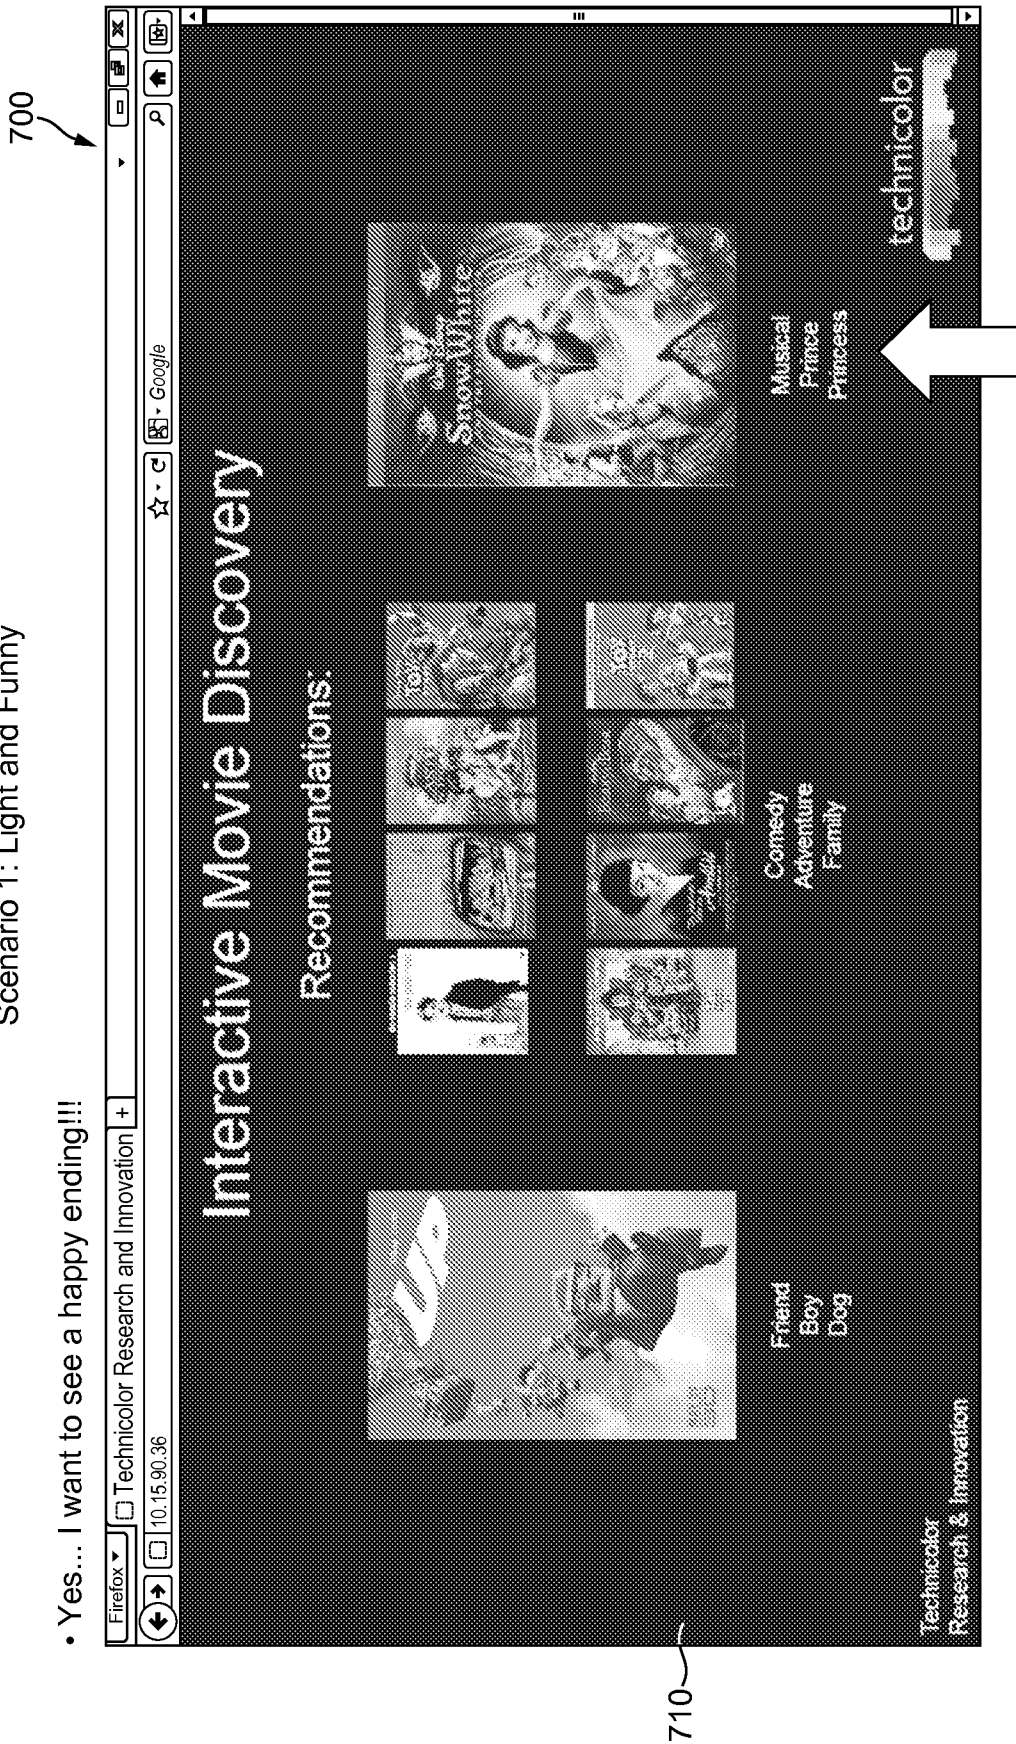 Scenario 1: Light and Funny
• Yes... I want to see a happy ending!!!
700
Firefox
Technicolor Research and Innovation
+
10.15.90.36
Google
Interactive Movie Discovery
Recommendations:
UP
Walt Disney
Snow White
Friend
Boy
Dog
Comedy
Adventure
Family
Musical
Prince
Princess
Technicolor
Research & Innovation
technicolor
710